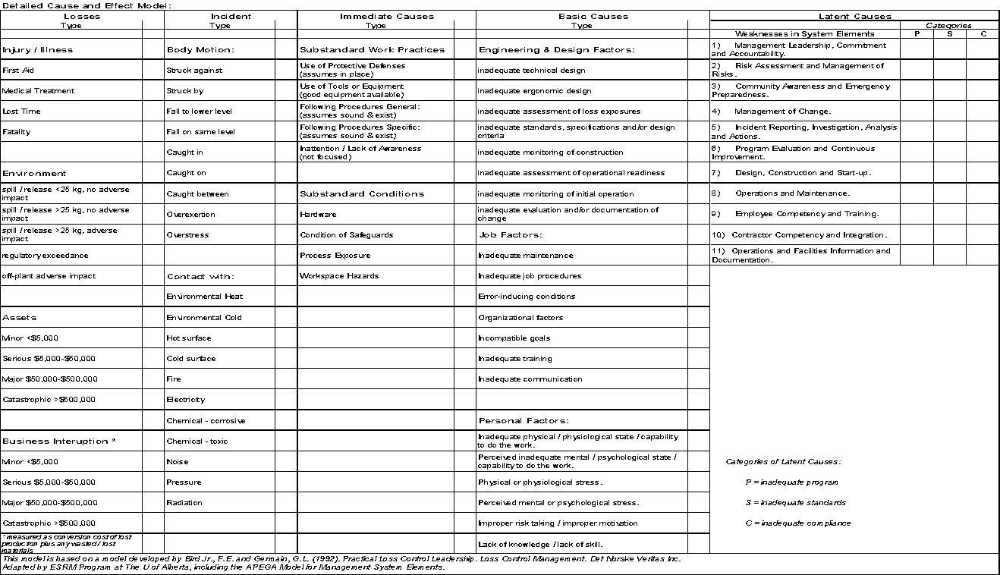 Detailed Cause and Effect Model:
Losses
Incident
Immediate Causes
Basic Causes
Latent Causes
Type
Type
Type
Type
Categories
Weaknesses in System Elements
P
S
C
Injury / Illness
First Aid
Medical Treatment
Lost Time
Fatality
Environment
spill / release <25 kg, no adverse
impact
spill / release >25 kg, no adverse
impact
spill / release >25 kg, adverse
impact
regulatory exceedance
off-plant adverse impact
Assets
Minor <$5,000
Serious $5,000-$50,000
Major $50,000-$500,000
Catastrophic >$500,000
Business Interuption *
Minor <$5,000
Serious $5,000-$50,000
Major $50,000-$500,000
Catastrophic >$500,000
* measured as conversion cost of lost
production plus any wasted / lost
materials
Body Motion:
Struck against
Struck by
Fall to lower level
Fall on same level
Caught in
Caught on
Caught between
Overexertion
Overstress
Contact with:
Environmental Heat
Environmental Cold
Hot surface
Cold surface
Fire
Electricity
Chemical - corrosive
Chemical - toxic
Noise
Pressure
Radiation
Substandard Work Practices
Use of Protective Defenses
(assumes in place)
Use of Tools or Equipment
(good equipment available)
Following Procedures General:
(assumes sound & exist)
Following Procedures Specific:
(assumes sound & exist)
Inattention / Lack of Awareness
(not focused)
Substandard Conditions
Hardware
Condition of Safeguards
Process Exposure
Workspace Hazards
Engineering & Design Factors:
inadequate technical design
inadequate ergonomic design
inadequate assessment of loss exposures
inadequate standards, specifications and/or design
criteria
inadequate monitoring of construction
inadequate assessment of operational readiness
inadequate monitoring of initial operation
inadequate evaluation and/or documentation of
change
Job Factors:
Inadequate maintenance
Inadequate job procedures
Error-inducing conditions
Organizational factors
Incompatible goals
Inadequate training
Inadequate communication
Personal Factors:
Inadequate physical / physiological state / capability
to do the work.
Perceived inadequate mental / psychological state /
capability to do the work.
Physical or physiological stress.
Perceived mental or psychological stress.
Improper risk taking / improper motivation
Lack of knowledge / lack of skill.
1) Management Leadership, Commitment
and Accountability.
2) Risk Assessment and Management of
Risks.
3) Community Awareness and Emergency
Preparedness.
4) Management of Change.
5) Incident Reporting, Investigation, Analysis
and Actions.
6) Program Evaluation and Continuous
Improvement.
7) Design, Construction and Start-up.
8) Operations and Maintenance.
9) Employee Competency and Training.
10) Contractor Competency and Integration.
11) Operations and Facilities Information and
Documentation.
Categories of Latent Causes:
P = inadequate program
S = inadequate standards
C = inadequate compliance
This model is based on a model developed by Bird Jr., F.E. and Germain, G.L. (1992). Practical Loss Control Leadership. Loss Control Management. Det Norske Veritas Inc.
Adapted by ESRM Program at The U of Alberta, including the APEGA Model for Management System Elements.